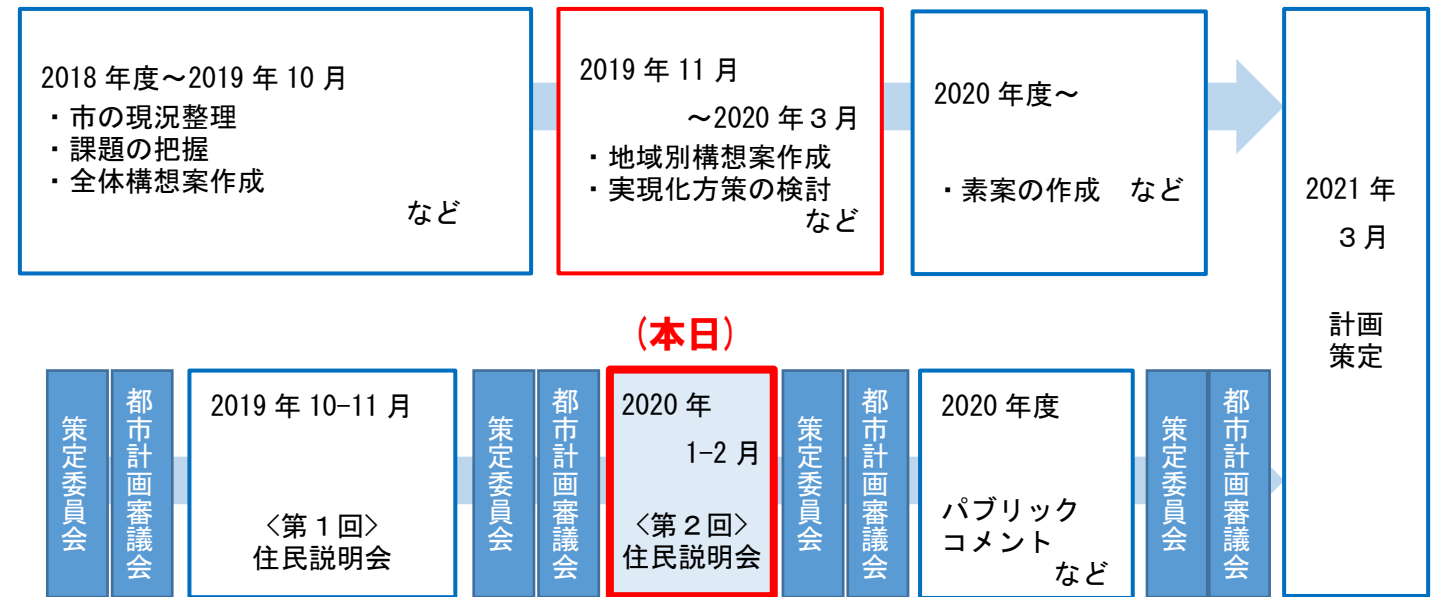 2018 年度～2019 年 10 月
・市の現況整理
・課題の把握
・全体構想案作成
など
2019 年 11 月
～2020 年３月
・地域別構想案作成
・実現化方策の検討
など
2020 年度～
・素案の作成　など
2021 年
３月
計画
策定
(本日)
策定委員会
都市計画審議会
2019 年 10-11 月
〈第１回〉
住民説明会
策定委員会
都市計画審議会
2020 年
1-2 月
〈第２回〉
住民説明会
策定委員会
都市計画審議会
2020 年度
パブリック
コメント
など
策定委員会
都市計画審議会